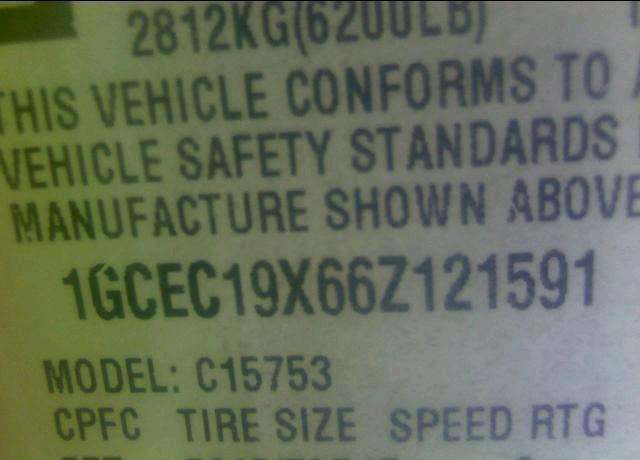 2812KG(6200LB)
THIS VEHICLE CONFORMS TO
VEHICLE SAFETY STANDARDS
MANUFACTURE SHOWN ABOVE
1GCEC19X66Z121591
MODEL: C15753
CPFC TIRE SIZE SPEED RTG